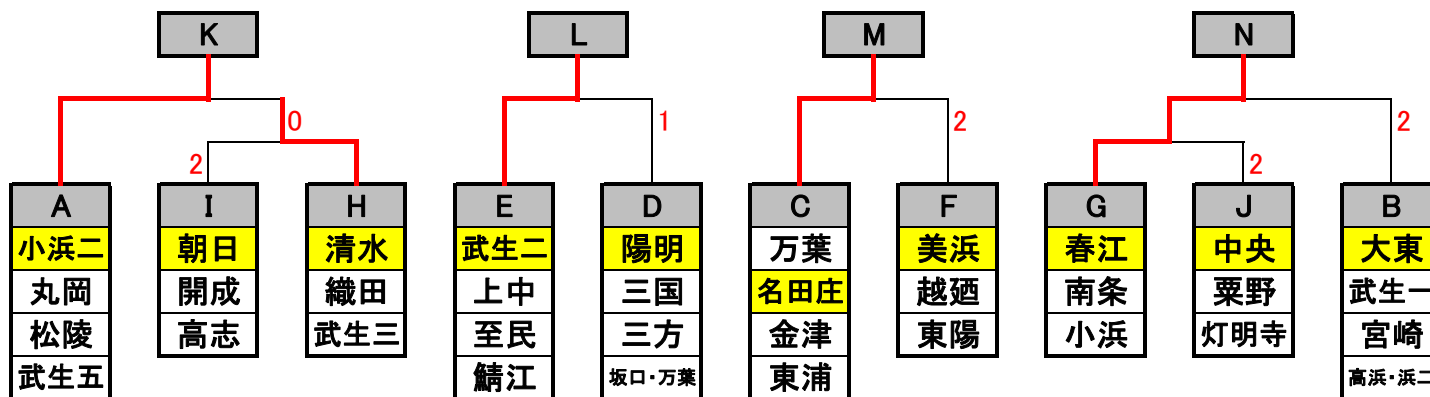 K L M N
0 1 2 2
2 2
A I H E D C F G J B
小浜二 朝日 清水 武生二 陽明 万葉 美浜 春江 中央 大東
丸岡 開成 織田 上中 三国 名田庄 越廼 南条 粟野 武生一
松陵 高志 武生三 至民 三方 金津 東陽 小浜 灯明寺 宮崎
武生五 鯖江 坂口・万葉 東浦 高浜・浜二